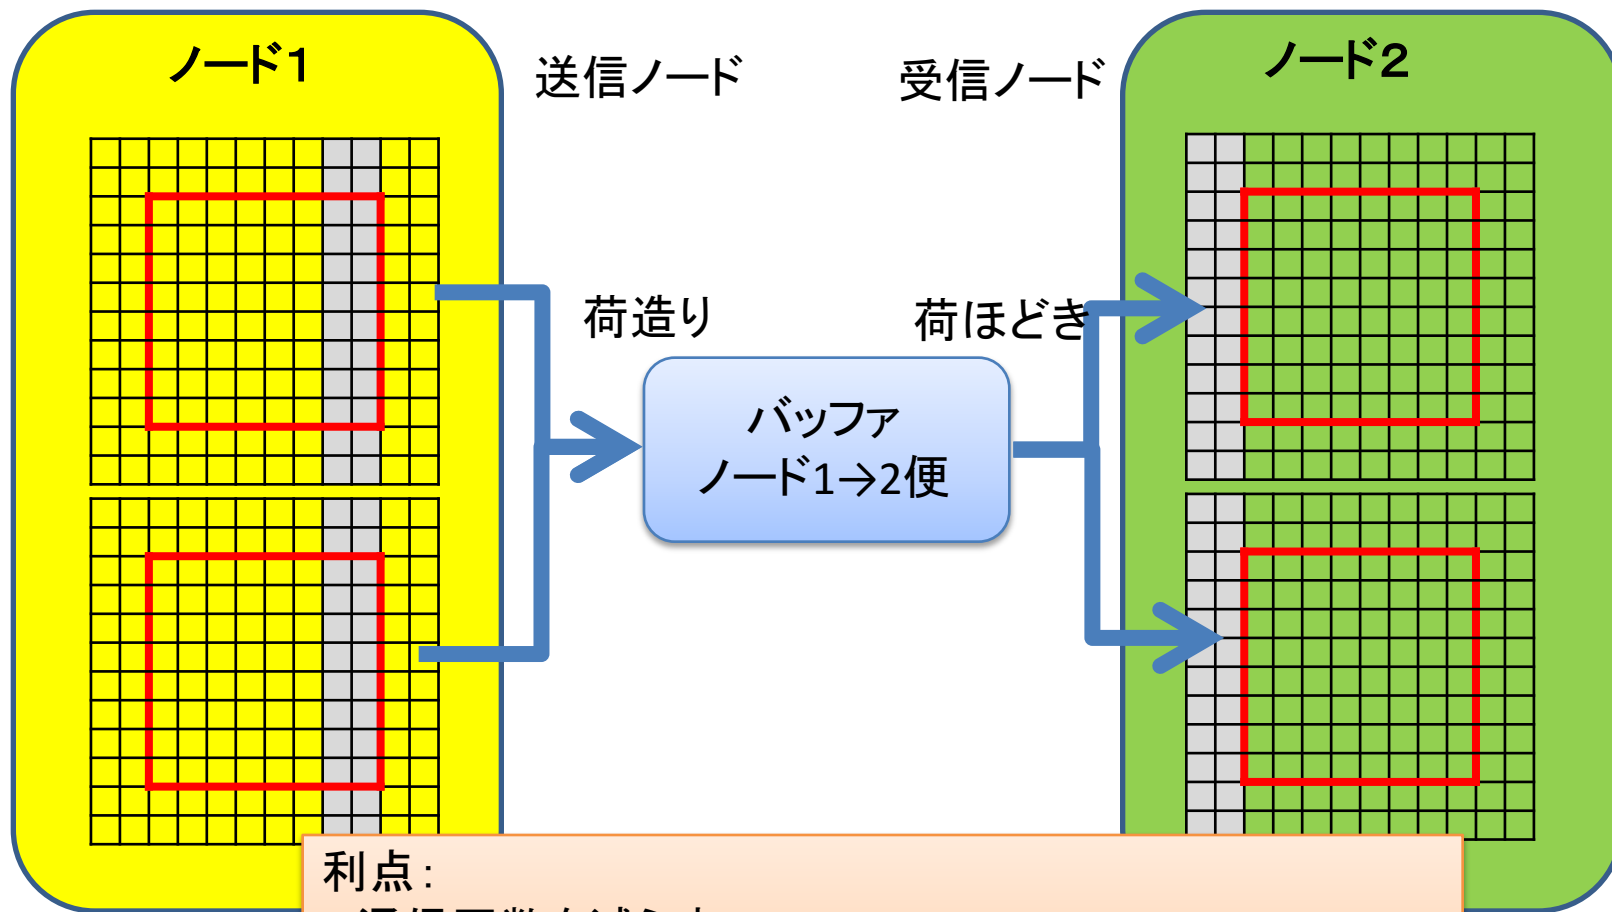 ノード１
送信ノード
受信ノード
ノード２
荷造り
荷ほどき
バッファ
ノード1→2便
利点：